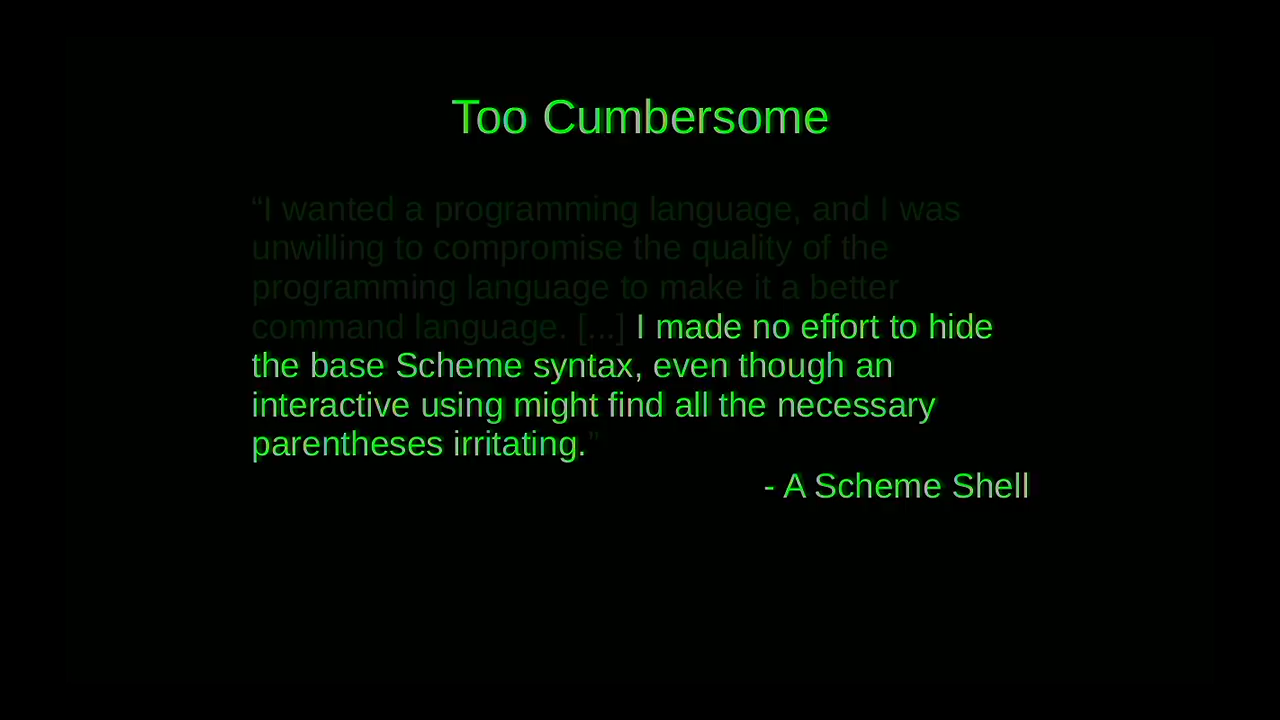 Too Cumbersome
“I wanted a programming language, and I was
unwilling to compromise the quality of the
programming language to make it a better
command language. [...] I made no effort to hide
the base Scheme syntax, even though an
interactive using might find all the necessary
parentheses irritating.”
- A Scheme Shell